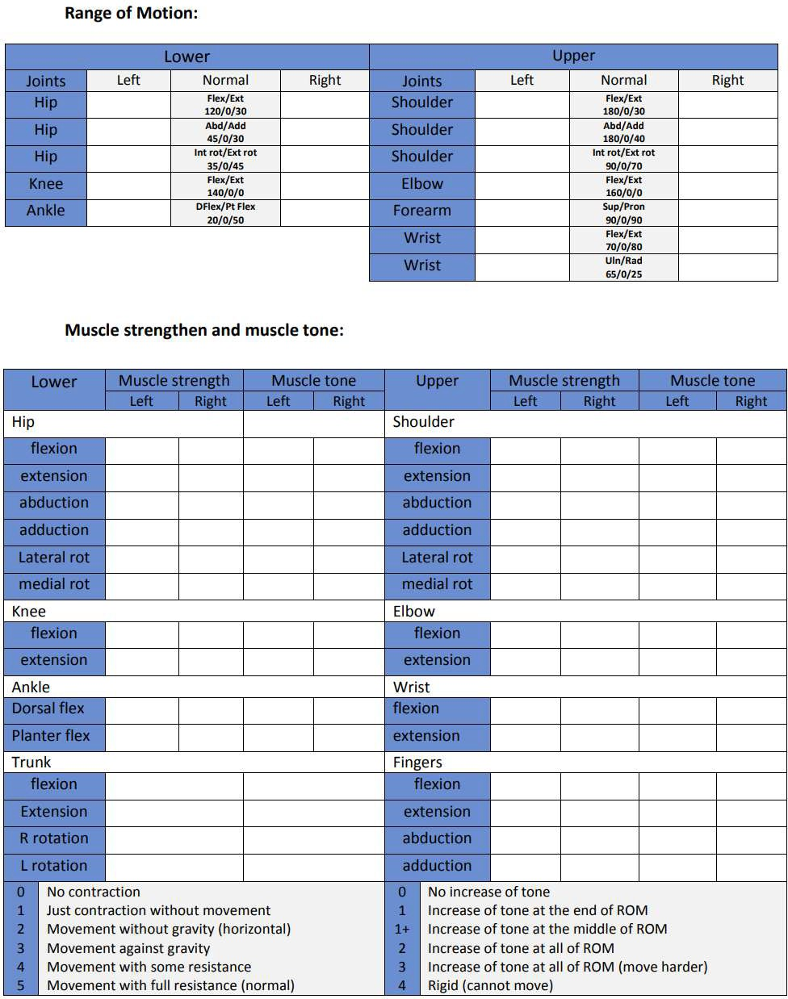 Range of Motion:
Lower Upper
Joints Left Normal Right Joints Left Normal Right
Hip Flex/Ext 120/0/30 Shoulder Flex/Ext 180/0/30
Hip Abd/Add 45/0/30 Shoulder Abd/Add 180/0/40
Hip Int rot/Ext rot 35/0/45 Shoulder Int rot/Ext rot 90/0/70
Knee Flex/Ext 140/0/0 Elbow Flex/Ext 160/0/0
Ankle DFlex/Pt Flex 20/0/50 Forearm Sup/Pron 90/0/90
Wrist Flex/Ext 70/0/80
Wrist Uln/Rad 65/0/25
Muscle strengthen and muscle tone:
Lower Muscle strength Muscle tone Upper Muscle strength Muscle tone
Left Right Left Right Left Right Left Right
Hip Shoulder
flexion flexion
extension extension
abduction abduction
adduction adduction
Lateral rot Lateral rot
medial rot medial rot
Knee Elbow
flexion flexion
extension extension
Ankle Wrist
Dorsal flex flexion
Planter flex extension
Trunk Fingers
flexion flexion
Extension extension
R rotation abduction
L rotation adduction
0 No contraction 0 No increase of tone
1 Just contraction without movement 1 Increase of tone at the end of ROM
2 Movement without gravity (horizontal) 1+ Increase of tone at the middle of ROM
3 Movement against gravity 2 Increase of tone at all of ROM
4 Movement with some resistance 3 Increase of tone at all of ROM (move harder)
5 Movement with full resistance (normal) 4 Rigid (cannot move)